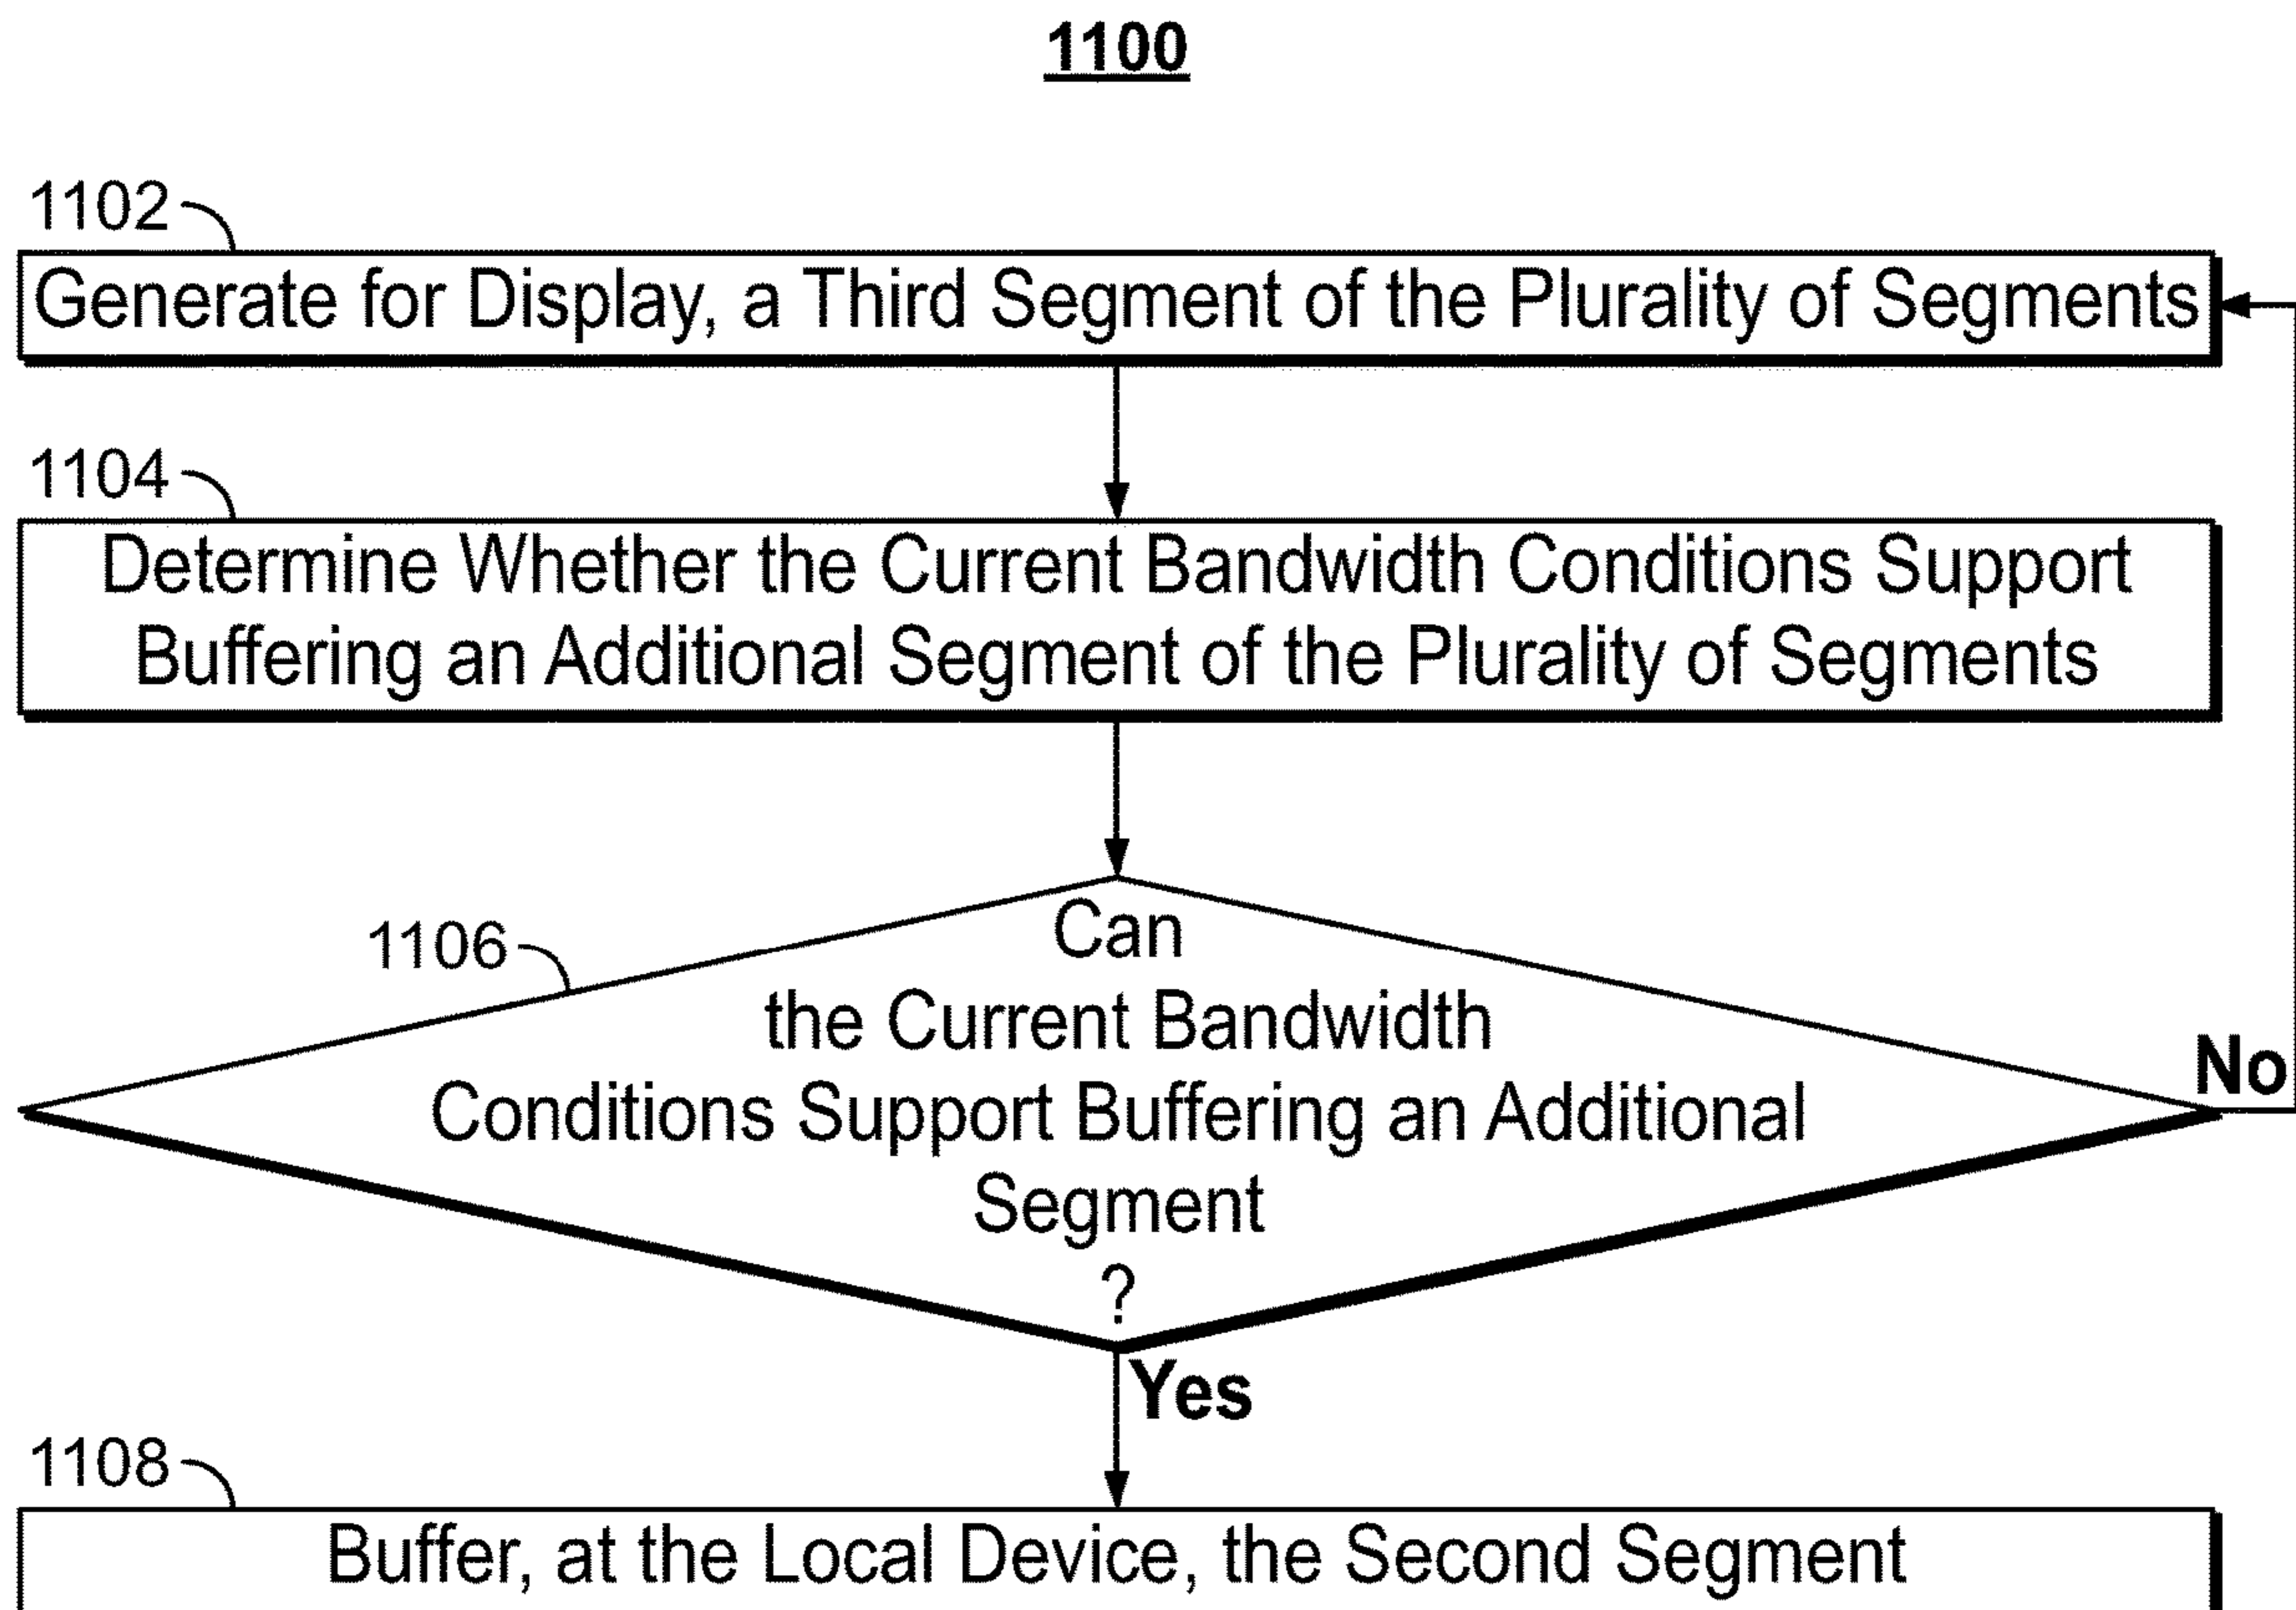 1100
1102
Generate for Display, a Third Segment of the Plurality of Segments
1104
Determine Whether the Current Bandwidth Conditions Support
Buffering an Additional Segment of the Plurality of Segments
1106
Can
the Current Bandwidth
Conditions Support Buffering an Additional
Segment
?
No
Yes
1108
Buffer, at the Local Device, the Second Segment